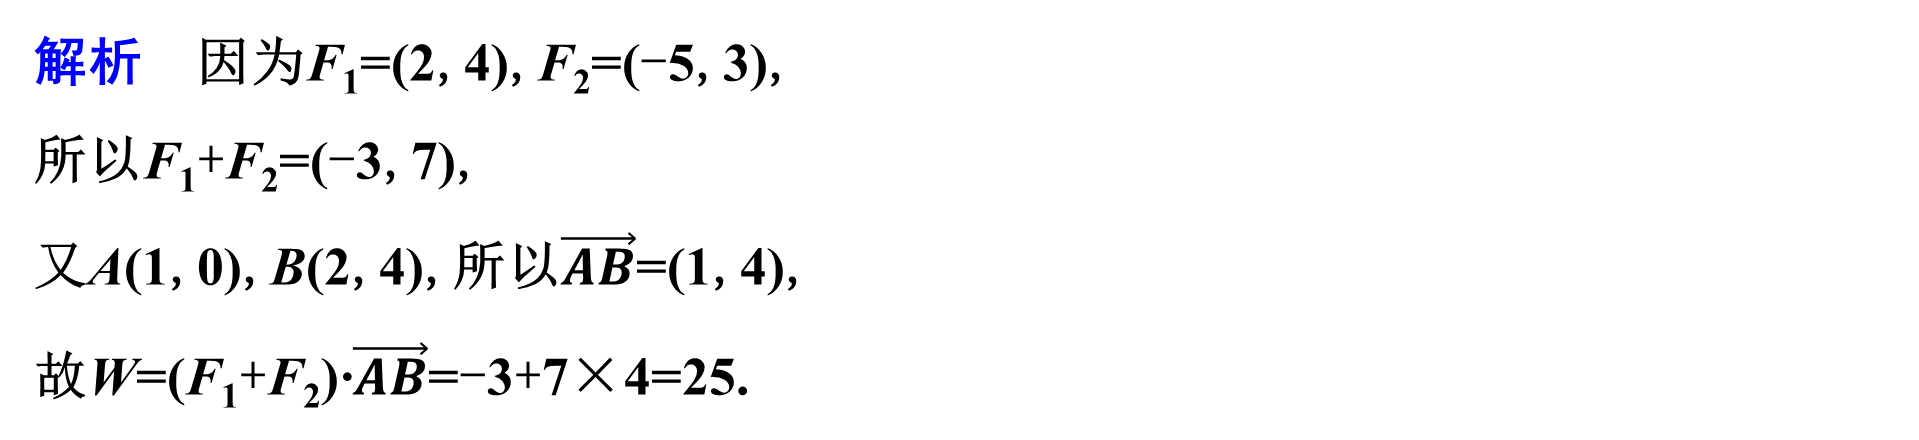 解析 因为F₁=(2, 4), F₂=(−5, 3),
所以F₁+F₂=(−3, 7),
又A(1, 0), B(2, 4), 所以\overrightarrow{AB}=(1, 4),
故W=(F₁+F₂)·\overrightarrow{AB}=−3+7×4=25.